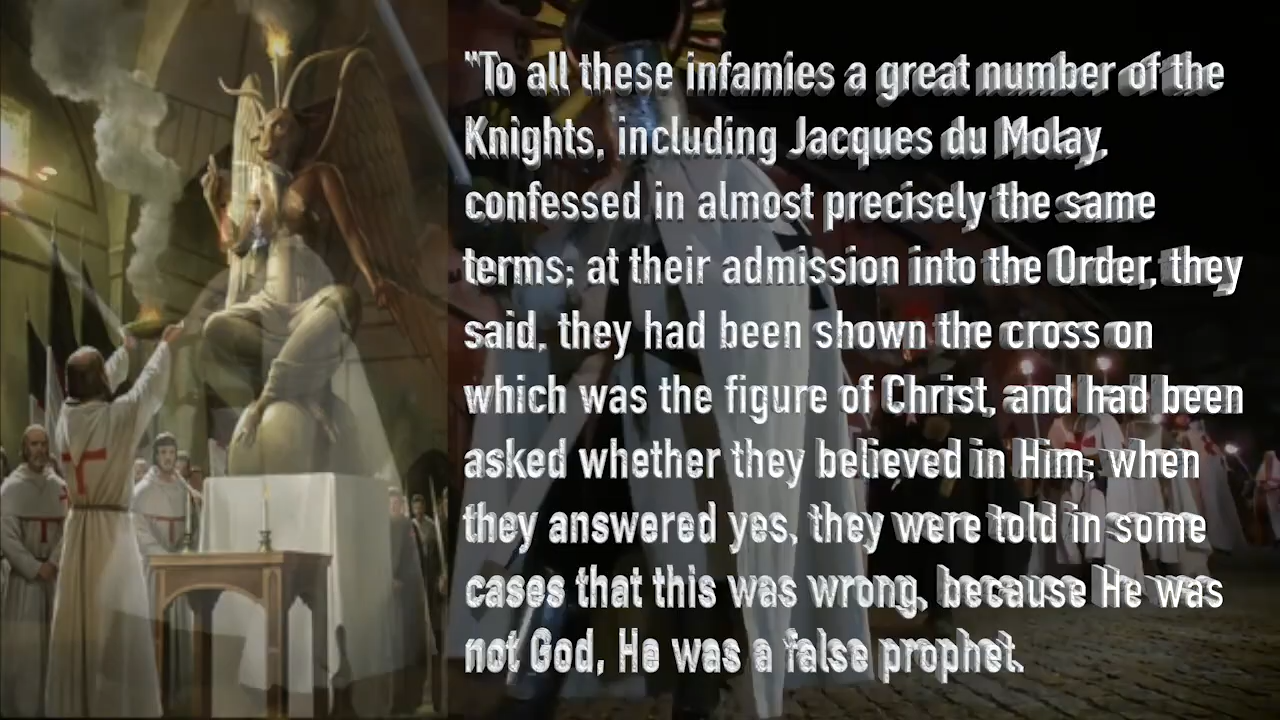 "To all these infamies a great number of the
Knights, including Jacques du Molay,
confessed in almost precisely the same
terms; at their admission into the Order, they
said, they had been shown the cross on
which was the figure of Christ, and had been
asked whether they believed in Him; when
they answered yes, they were told in some
cases that this was wrong, because He was
not God, He was a false prophet.